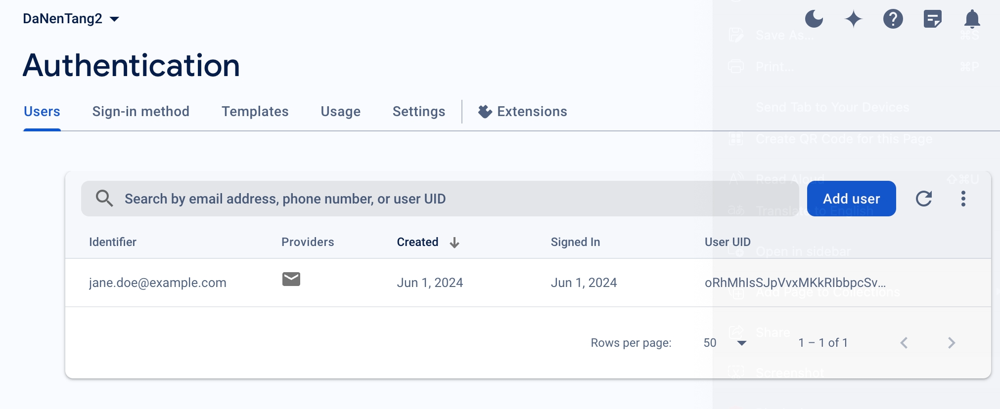 DaNenTang2
Authentication
Users Sign-in method Templates Usage Settings Extensions
Search by email address, phone number, or user UID Add user
Identifier Providers Created Signed In User UID
jane.doe@example.com Jun 1, 2024 Jun 1, 2024 oRhMhIsSJpVvxMKkRIbbpcSv...
Rows per page: 50 1 – 1 of 1
Save As... ⌘S
Print... ⌘P
Send Tab to Your Devices
Create QR Code for this Page
Read Aloud ⇧⌘U
Translate to English
Open in sidebar
Add Page to Collections
Share
Screenshot